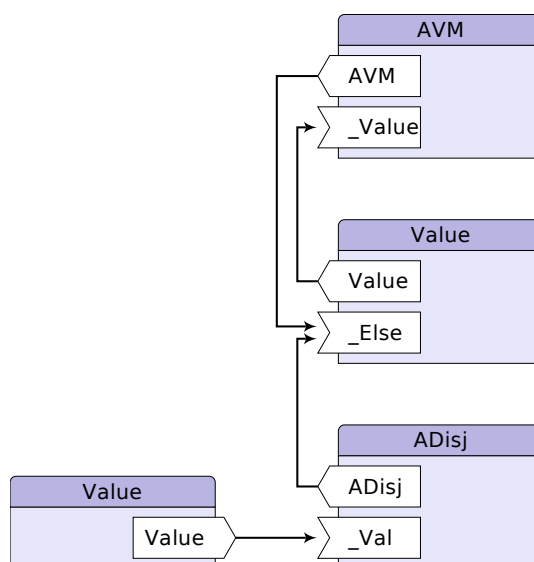 AVM
AVM
_Value
Value
Value
_Else
ADisj
ADisj
Value
Value
_Val